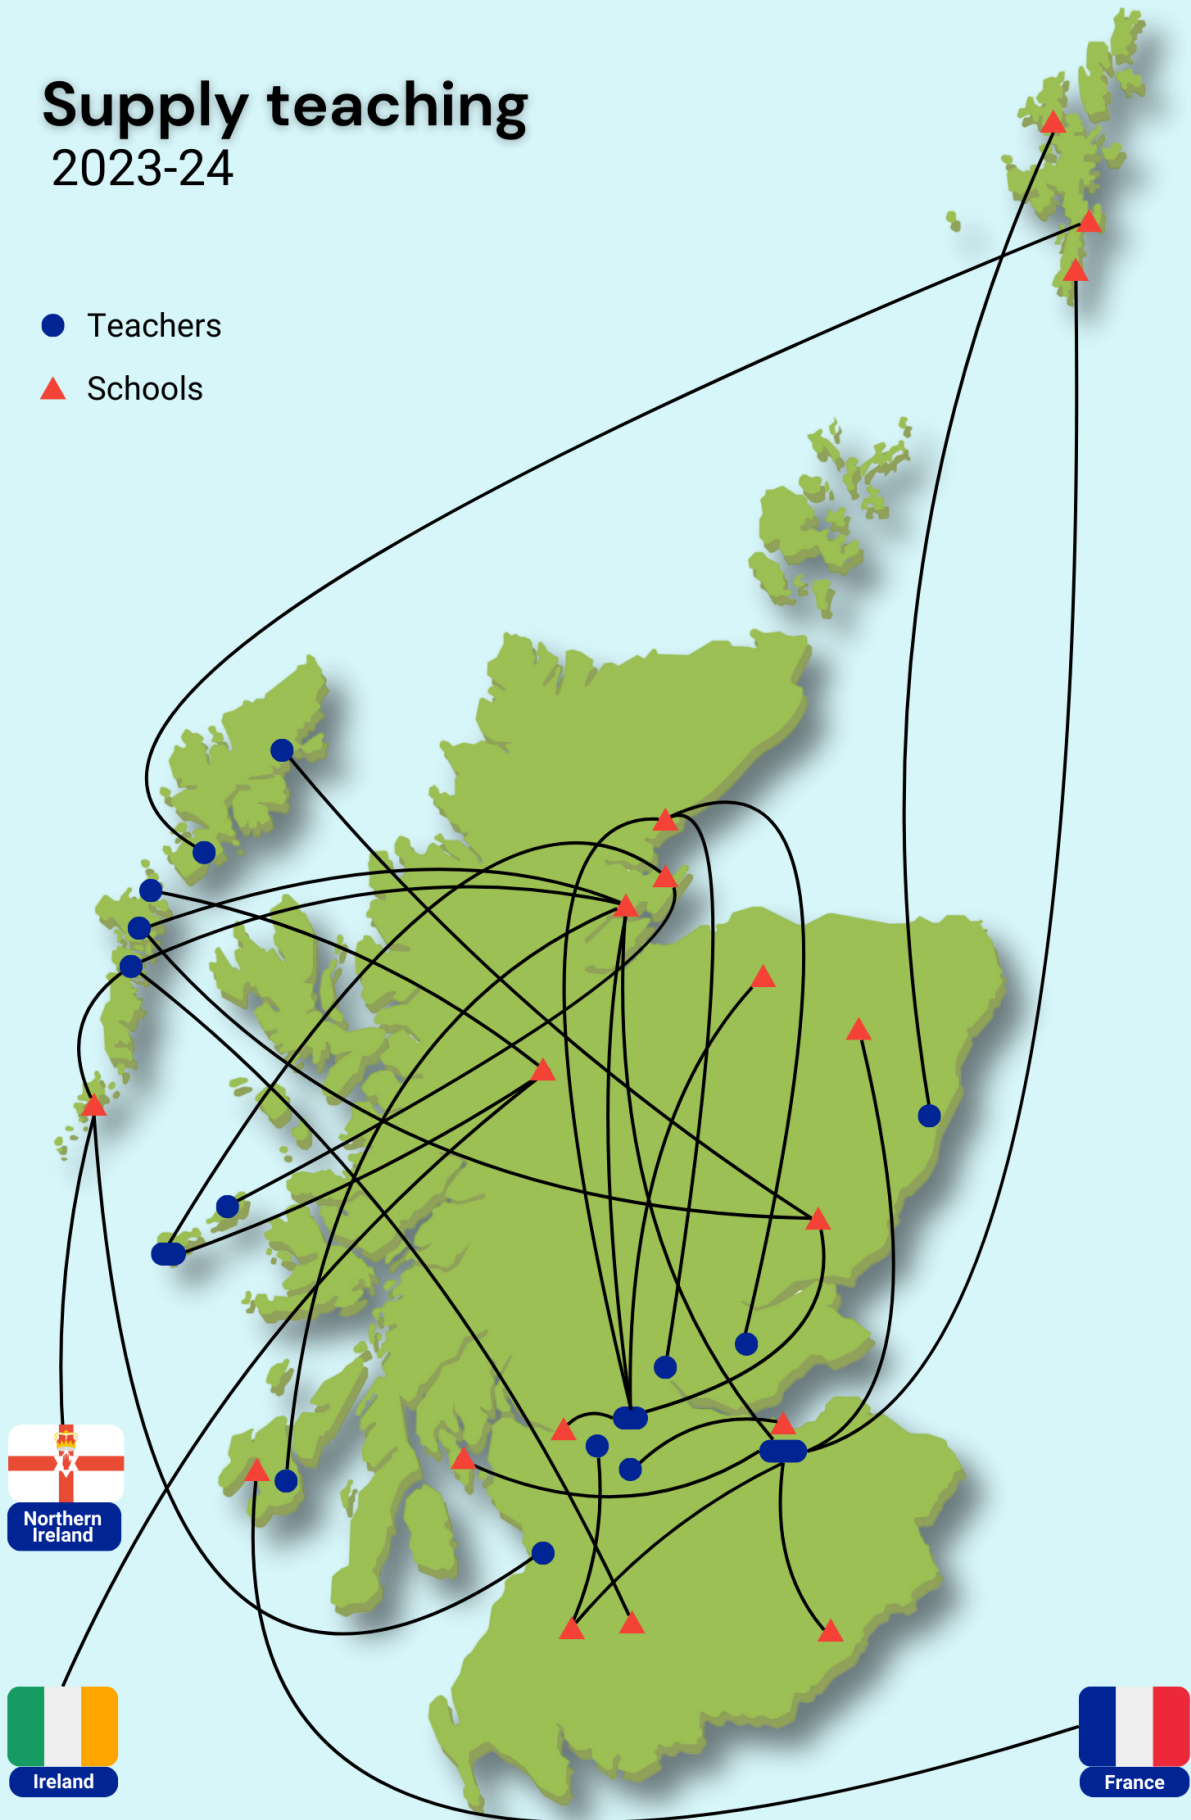 Supply teaching
2023-24
Teachers
Schools
Northern
Ireland
Ireland
France